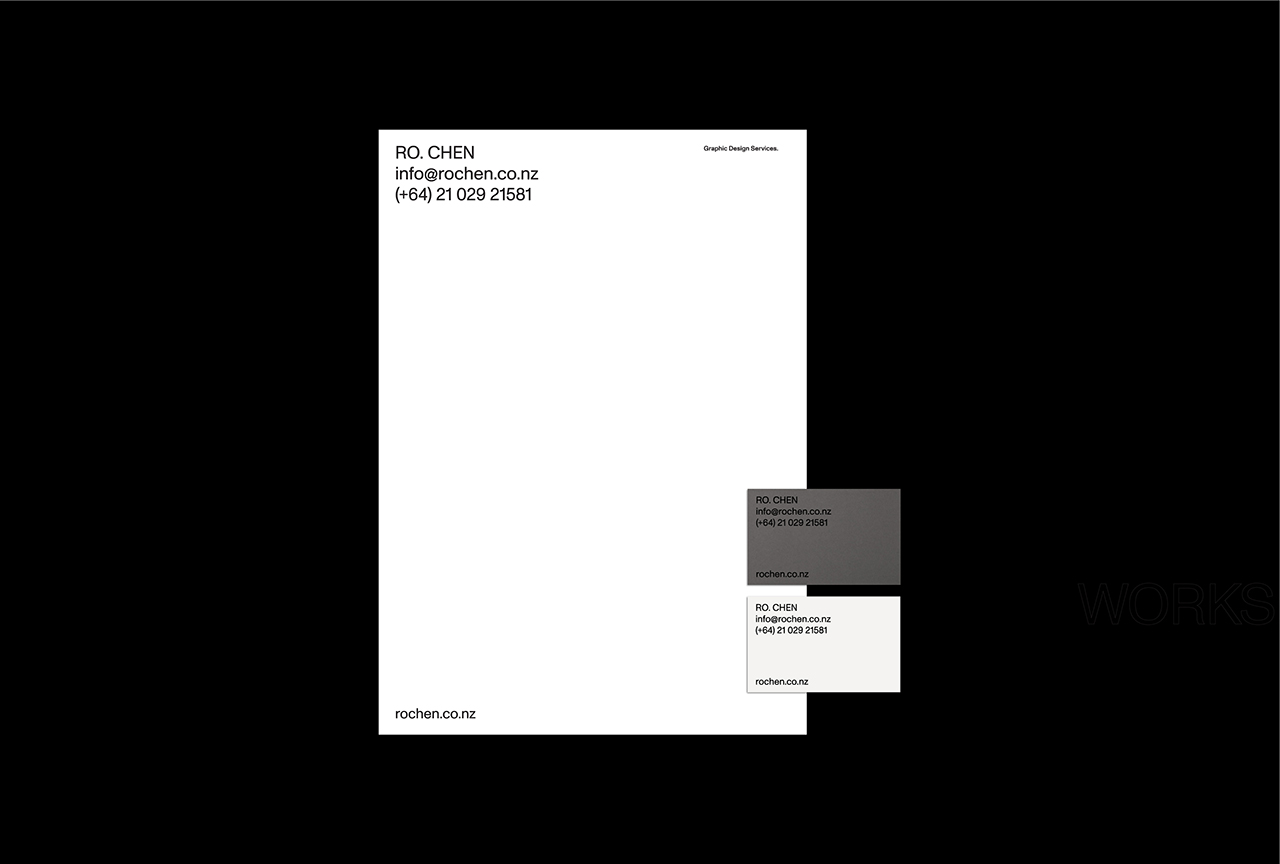 RO. CHEN
info@rochen.co.nz
(+64) 21 029 21581
Graphic Design Services.
RO. CHEN
info@rochen.co.nz
(+64) 21 029 21581
rochen.co.nz
RO. CHEN
info@rochen.co.nz
(+64) 21 029 21581
rochen.co.nz
rochen.co.nz
WORKS